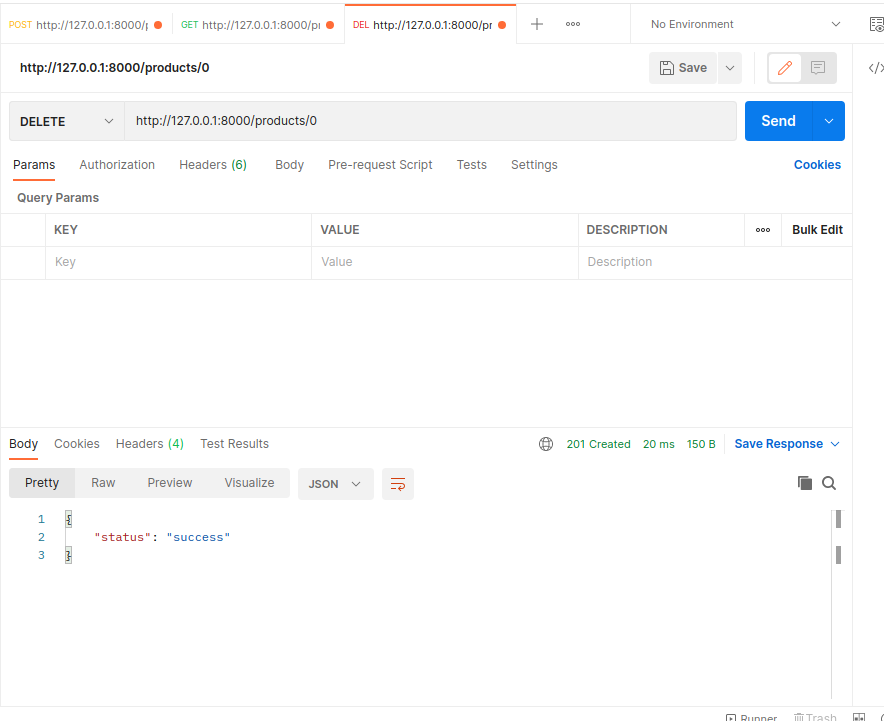 POST http://127.0.0.1:8000/p GET http://127.0.0.1:8000/pr DEL http://127.0.0.1:8000/pr No Environment
http://127.0.0.1:8000/products/0 Save </>
DELETE http://127.0.0.1:8000/products/0 Send
Params Authorization Headers (6) Body Pre-request Script Tests Settings Cookies
Query Params
KEY VALUE DESCRIPTION Bulk Edit
Key Value Description
Body Cookies Headers (4) Test Results 201 Created 20 ms 150 B Save Response
Pretty Raw Preview Visualize JSON
1 {
2 "status": "success"
3 }
Runner Trash